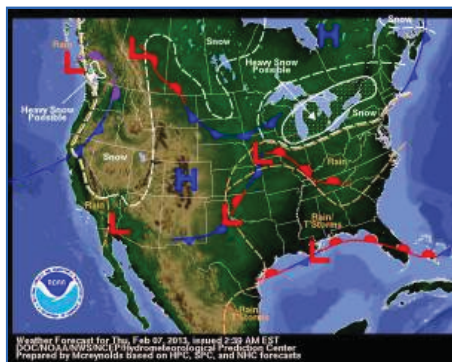 Rain
L
L
Snow
H
Snow
Heavy Snow
Possible
Heavy Snow
Possible
Snow
Snow
L
Rain
H
Rain
L
L
Rain/
T'Storms
L
Rain/
T'Storms
NOAA
Weather Forecast for Thu, Feb 07, 2013, issued 2:39 AM EST
DOC/NOAA/NWS/NCEP/Hydrometeorological Prediction Center
Prepared by Mcreynolds based on HPC, SPC, and NHC forecasts